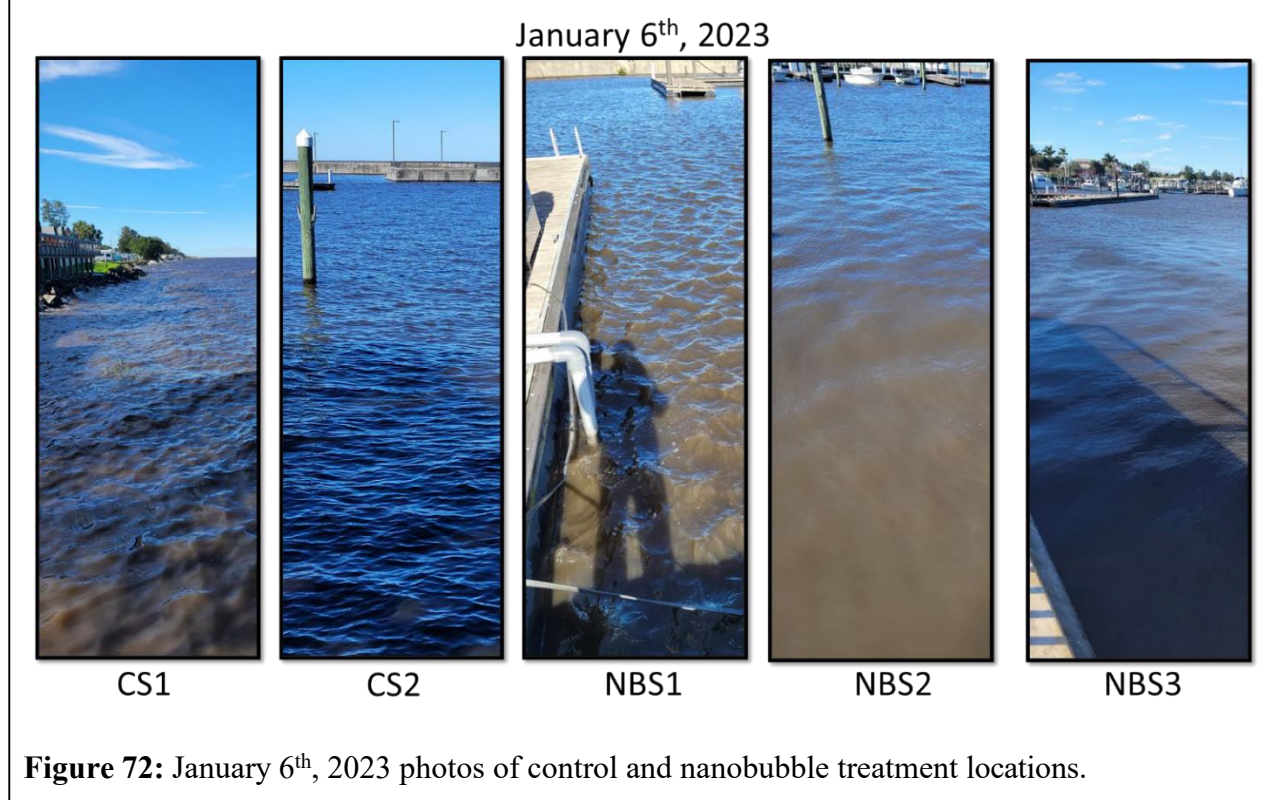 January 6th, 2023
CS1 CS2 NBS1 NBS2 NBS3
Figure 72: January 6th, 2023 photos of control and nanobubble treatment locations.